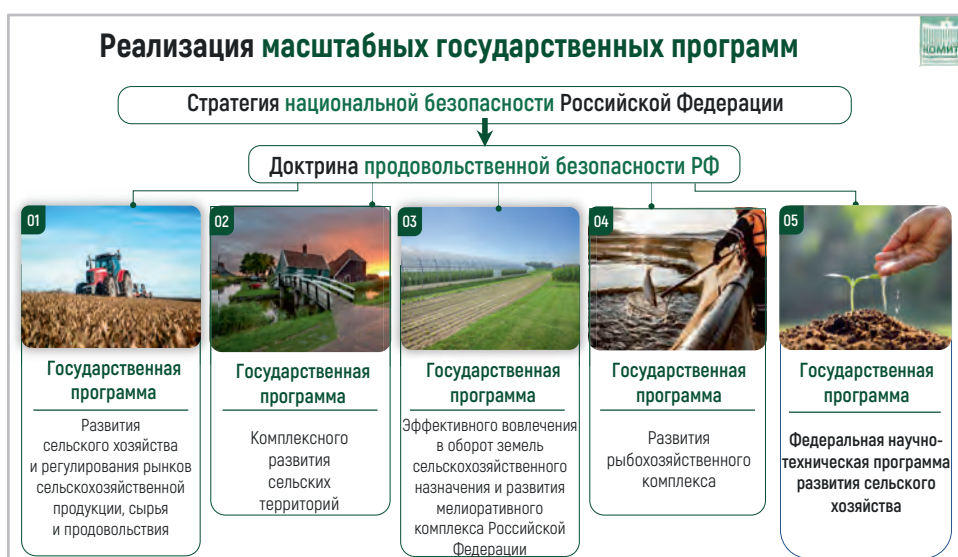 Реализация масштабных государственных программ
КОМИТ
Стратегия национальной безопасности Российской Федерации
Доктрина продовольственной безопасности РФ
01
Государственная
программа
Развития
сельского хозяйства
и регулирования рынков
сельскохозяйственной
продукции, сырья
и продовольствия
02
Государственная
программа
Комплексного
развития
сельских
территорий
03
Государственная
программа
Эффективного вовлечения
в оборот земель
сельскохозяйственного
назначения и развития
мелиоративного
комплекса Российской
Федерации
04
Государственная
программа
Развития
рыбохозяйственного
комплекса
05
Государственная
программа
Федеральная научно-
техническая программа
развития сельского
хозяйства